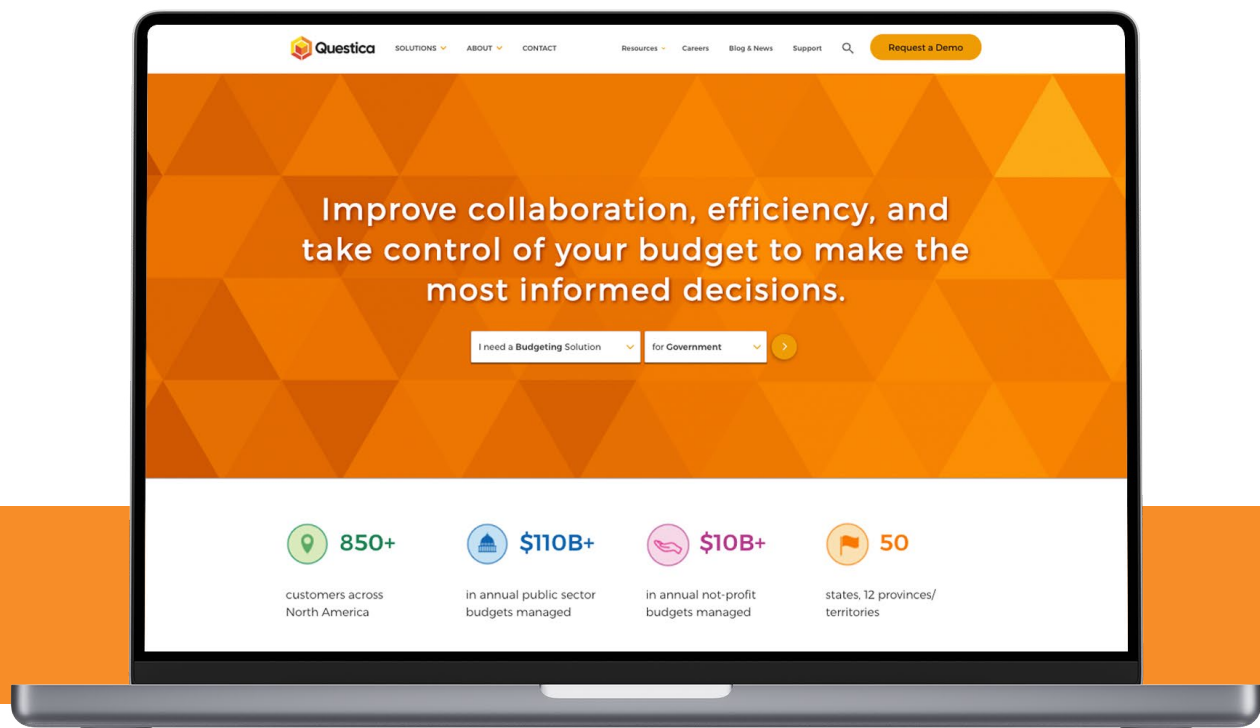 Questica SOLUTIONS ABOUT CONTACT Resources Careers Blog & News Support Request a Demo
Improve collaboration, efficiency, and
take control of your budget to make the
most informed decisions.
I need a Budgeting Solution for Government
850+
customers across
North America
$110B+
in annual public sector
budgets managed
$10B+
in annual not-profit
budgets managed
50
states, 12 provinces/
territories